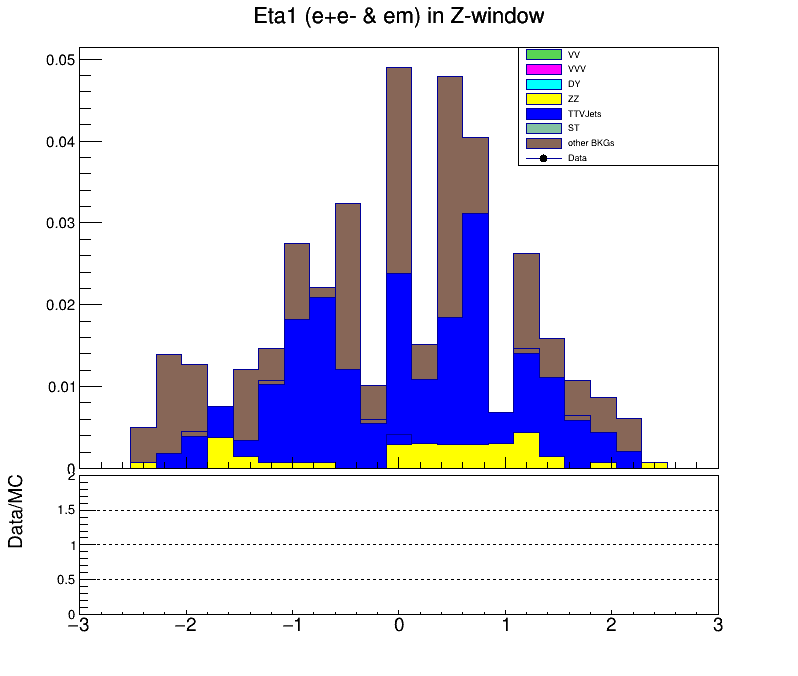 Eta1 (e+e- & em) in Z-window
VV
VVV
DY
ZZ
TTVJets
ST
other BKGs
Data
0.05
0.04
0.03
0.02
0.01
0
Data/MC
2
1.5
1
0.5
0
−3 −2 −1 0 1 2 3